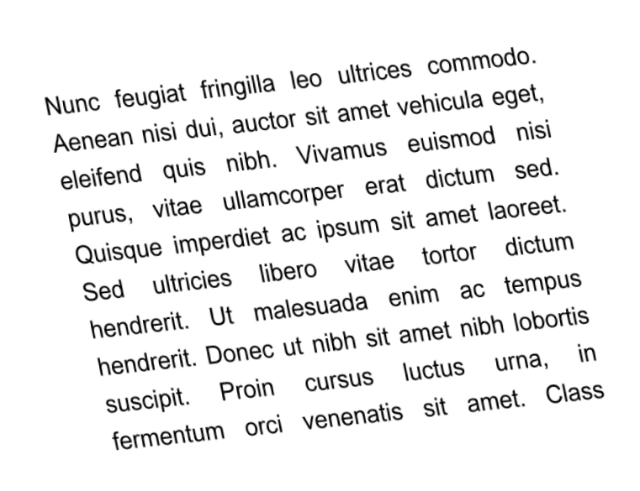 Nunc feugiat fringilla leo ultrices commodo.
Aenean nisi dui, auctor sit amet vehicula eget,
eleifend quis nibh. Vivamus euismod nisi
purus, vitae ullamcorper erat dictum sed.
Quisque imperdiet ac ipsum sit amet laoreet.
Sed ultricies libero vitae tortor dictum
hendrerit. Ut malesuada enim ac tempus
hendrerit. Donec ut nibh sit amet nibh lobortis
suscipit. Proin cursus luctus urna, in
fermentum orci venenatis sit amet. Class